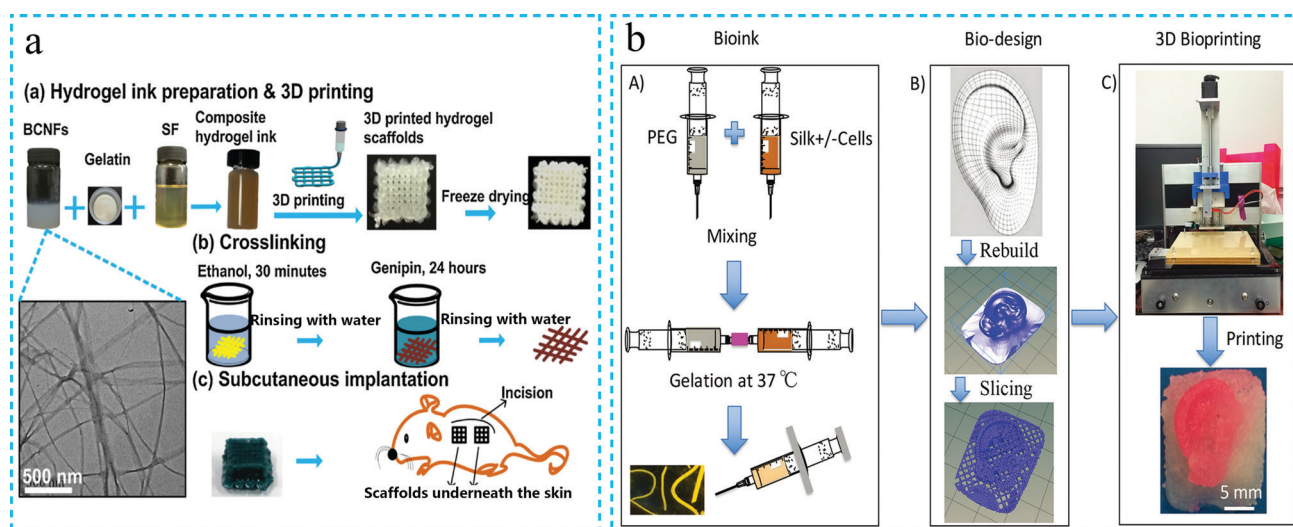 a
(a) Hydrogel ink preparation & 3D printing
BCNFs
Gelatin
SF
Composite
hydrogel ink
3D printed hydrogel
scaffolds
3D printing
Freeze drying
(b) Crosslinking
Ethanol, 30 minutes
Rinsing with water
Genipin, 24 hours
Rinsing with water
(c) Subcutaneous implantation
Incision
Scaffolds underneath the skin
500 nm
b
Bioink
Bio-design
3D Bioprinting
A)
PEG
Silk+/-Cells
Mixing
Gelation at 37 ℃
B)
Rebuild
Slicing
C)
Printing
5 mm